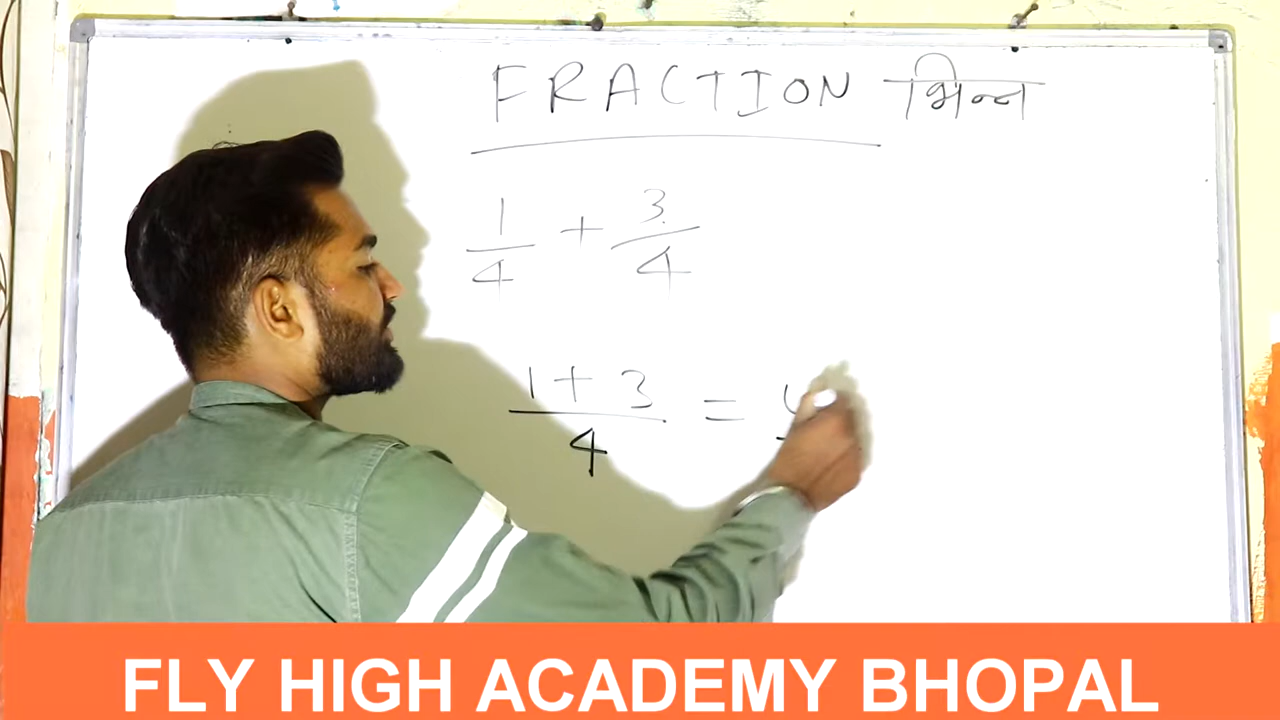 FRACTION भिन्न
1/4 + 3/4
1+3/4 =
FLY HIGH ACADEMY BHOPAL